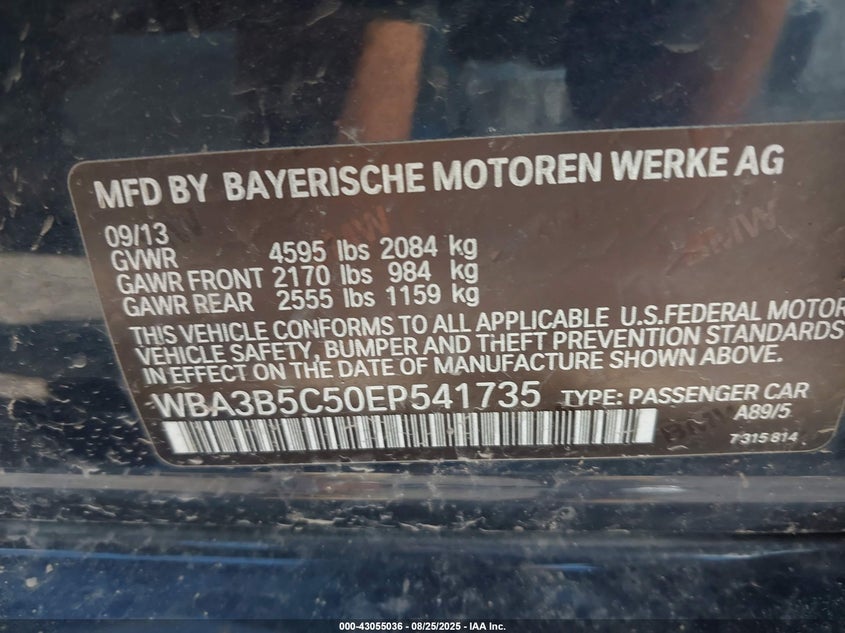 MFD BY BAYERISCHE MOTOREN WERKE AG
09/13
GVWR 4595 lbs 2084 kg
GAWR FRONT 2170 lbs 984 kg
GAWR REAR 2555 lbs 1159 kg
THIS VEHICLE CONFORMS TO ALL APPLICABLE U.S.FEDERAL MOTOR
VEHICLE SAFETY, BUMPER AND THEFT PREVENTION STANDARDS
IN EFFECT ON THE DATE OF MANUFACTURE SHOWN ABOVE.
WBA3B5C50EP541735 TYPE: PASSENGER CAR
A89/5
7315814
BMW
BMW
000-43055036 - 08/25/2025 - IAA Inc.